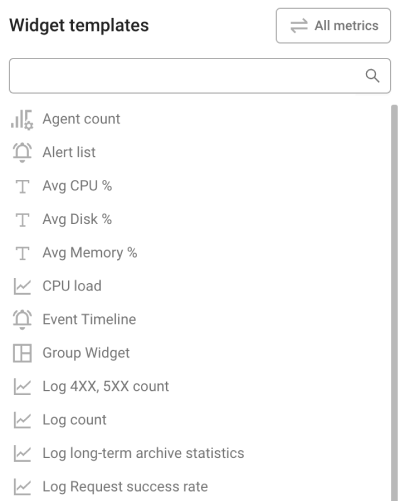 Widget templates
All metrics
Agent count
Alert list
Avg CPU %
Avg Disk %
Avg Memory %
CPU load
Event Timeline
Group Widget
Log 4XX, 5XX count
Log count
Log long-term archive statistics
Log Request success rate